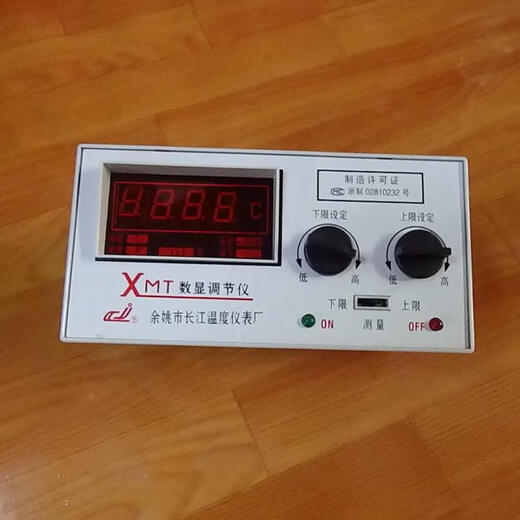 制造许可证
MC 浙制 02810232 号
下限设定
上限设定
低 高
低 高
C
XMT 数显调节仪
下限 上限
ON 测量 OFF
余姚市长江温度仪表厂